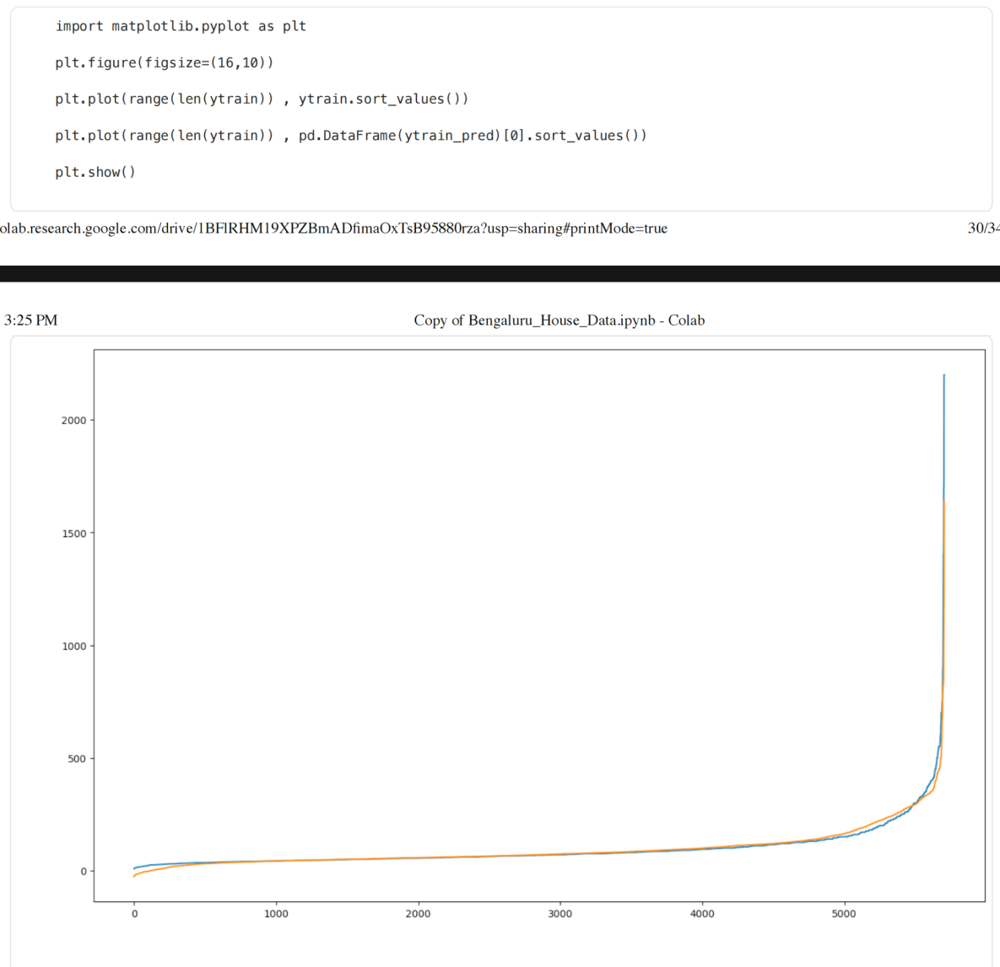 import matplotlib.pyplot as plt
plt.figure(figsize=(16,10))
plt.plot(range(len(ytrain)) , ytrain.sort_values())
plt.plot(range(len(ytrain)) , pd.DataFrame(ytrain_pred)[0].sort_values())
plt.show()
olab.research.google.com/drive/1BFlRHM19XPZBmADfimaOxTsB95880rza?usp=sharing#printMode=true 30/34
3:25 PM Copy of Bengaluru_House_Data.ipynb - Colab
2000
1500
1000
500
0
0 1000 2000 3000 4000 5000